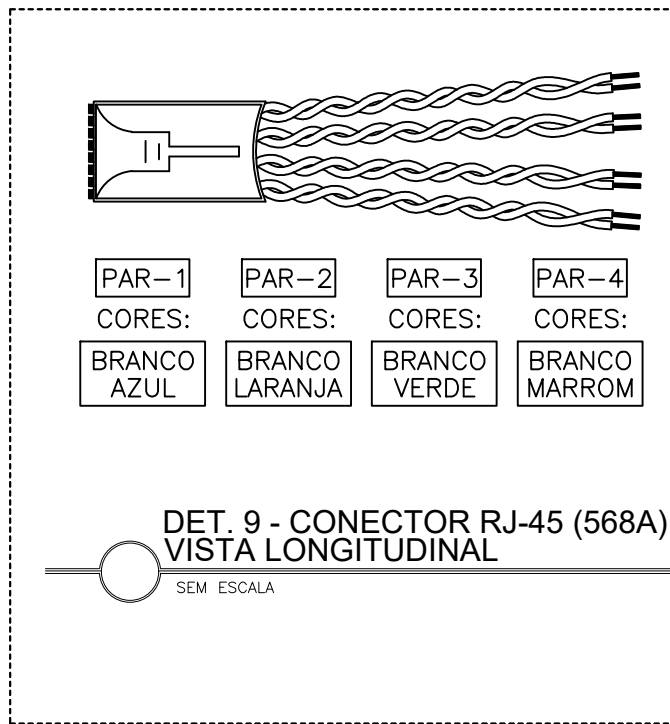 PAR-1 PAR-2 PAR-3 PAR-4
CORES: CORES: CORES: CORES:
BRANCO BRANCO BRANCO BRANCO
AZUL LARANJA VERDE MARROM
DET. 9 - CONECTOR RJ-45 (568A)
VISTA LONGITUDINAL
SEM ESCALA